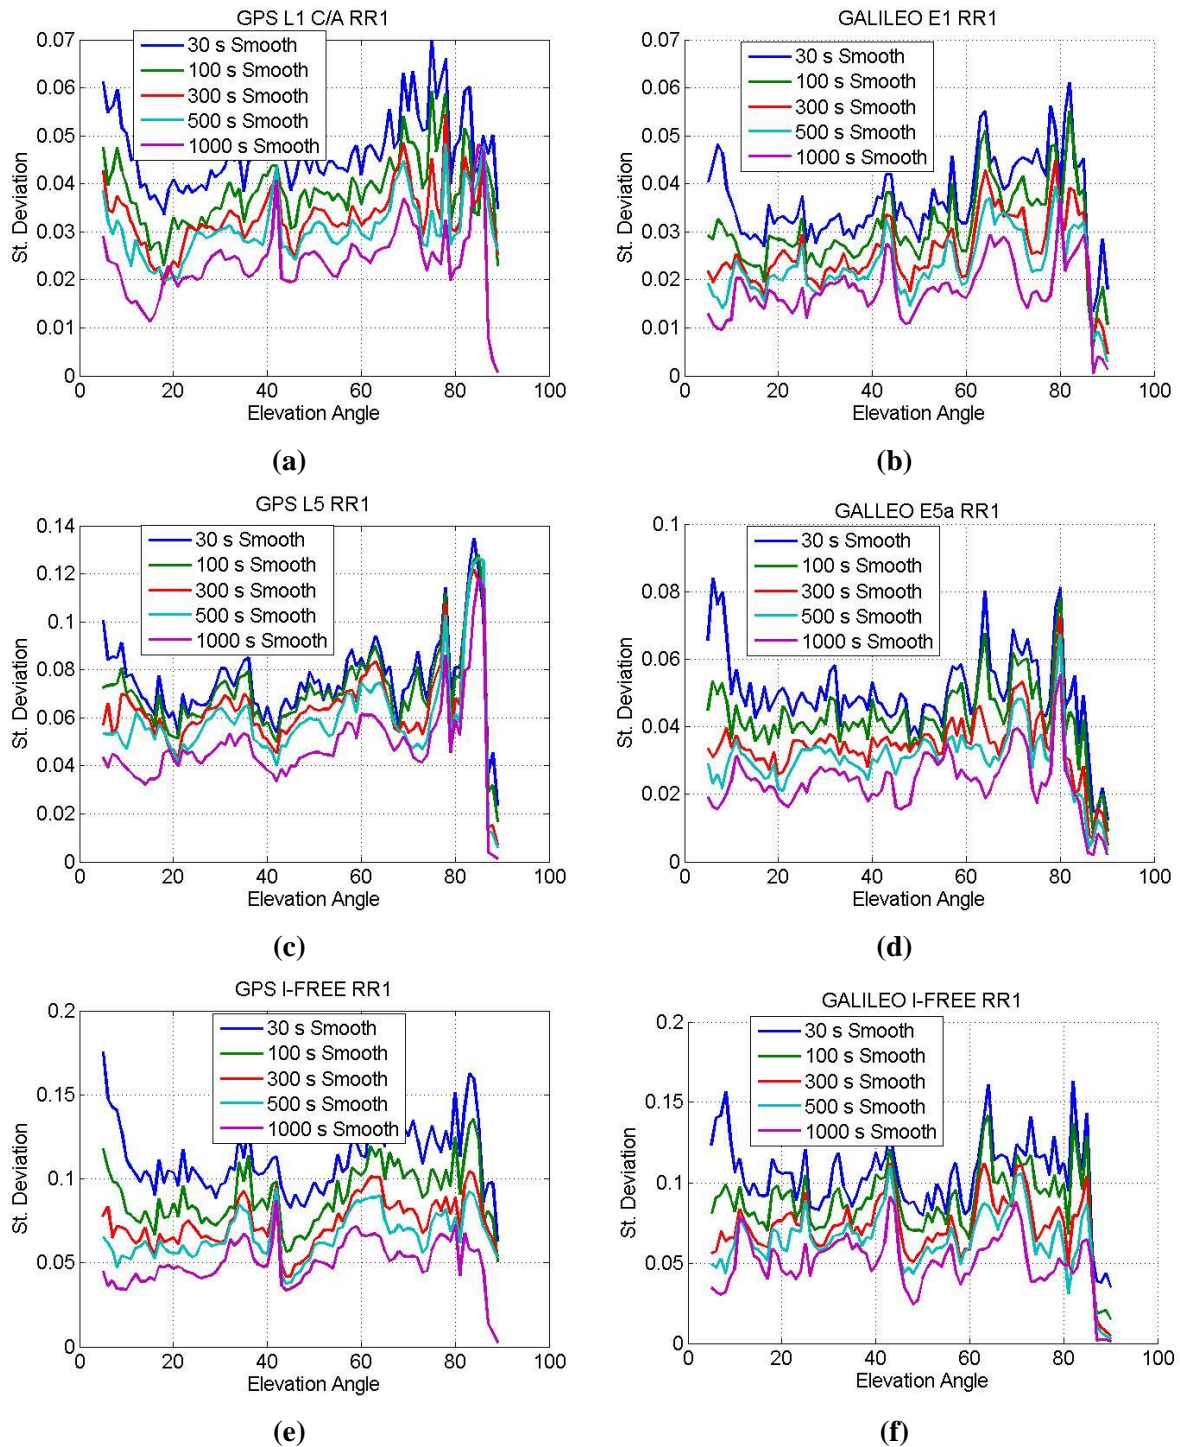 GPS L1 C/A RR1
0.07
0.06
0.05
0.04
0.03
0.02
0.01
0
St. Deviation
30 s Smooth
100 s Smooth
300 s Smooth
500 s Smooth
1000 s Smooth
0 20 40 60 80 100
Elevation Angle
(a)
GALILEO E1 RR1
0.07
0.06
0.05
0.04
0.03
0.02
0.01
0
St. Deviation
30 s Smooth
100 s Smooth
300 s Smooth
500 s Smooth
1000 s Smooth
0 20 40 60 80 100
Elevation Angle
(b)
GPS L5 RR1
0.14
0.12
0.1
0.08
0.06
0.04
0.02
0
St. Deviation
30 s Smooth
100 s Smooth
300 s Smooth
500 s Smooth
1000 s Smooth
0 20 40 60 80 100
Elevation Angle
(c)
GALLEO E5a RR1
0.1
0.08
0.06
0.04
0.02
0
St. Deviation
30 s Smooth
100 s Smooth
300 s Smooth
500 s Smooth
1000 s Smooth
0 20 40 60 80 100
Elevation Angle
(d)
GPS I-FREE RR1
0.2
0.15
0.1
0.05
0
St. Deviation
30 s Smooth
100 s Smooth
300 s Smooth
500 s Smooth
1000 s Smooth
0 20 40 60 80 100
Elevation Angle
(e)
GALILEO I-FREE RR1
0.2
0.15
0.1
0.05
0
St. Deviation
30 s Smooth
100 s Smooth
300 s Smooth
500 s Smooth
1000 s Smooth
0 20 40 60 80 100
Elevation Angle
(f)